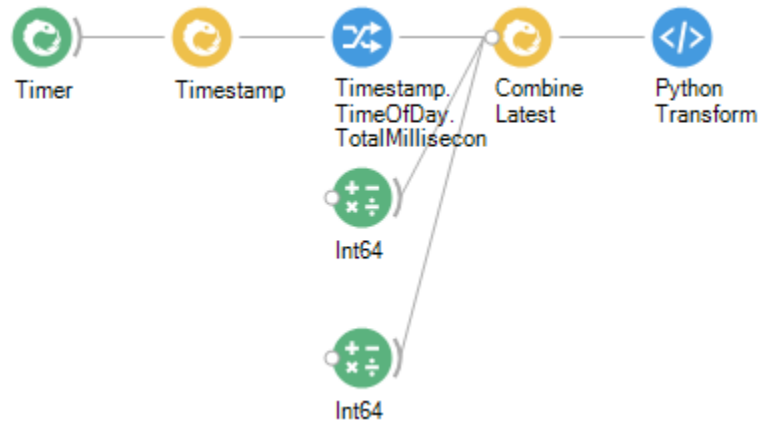 Timer
Timestamp
Timestamp.
TimeOfDay.
TotalMillisecon
Combine
Latest
Python
Transform
Int64
Int64